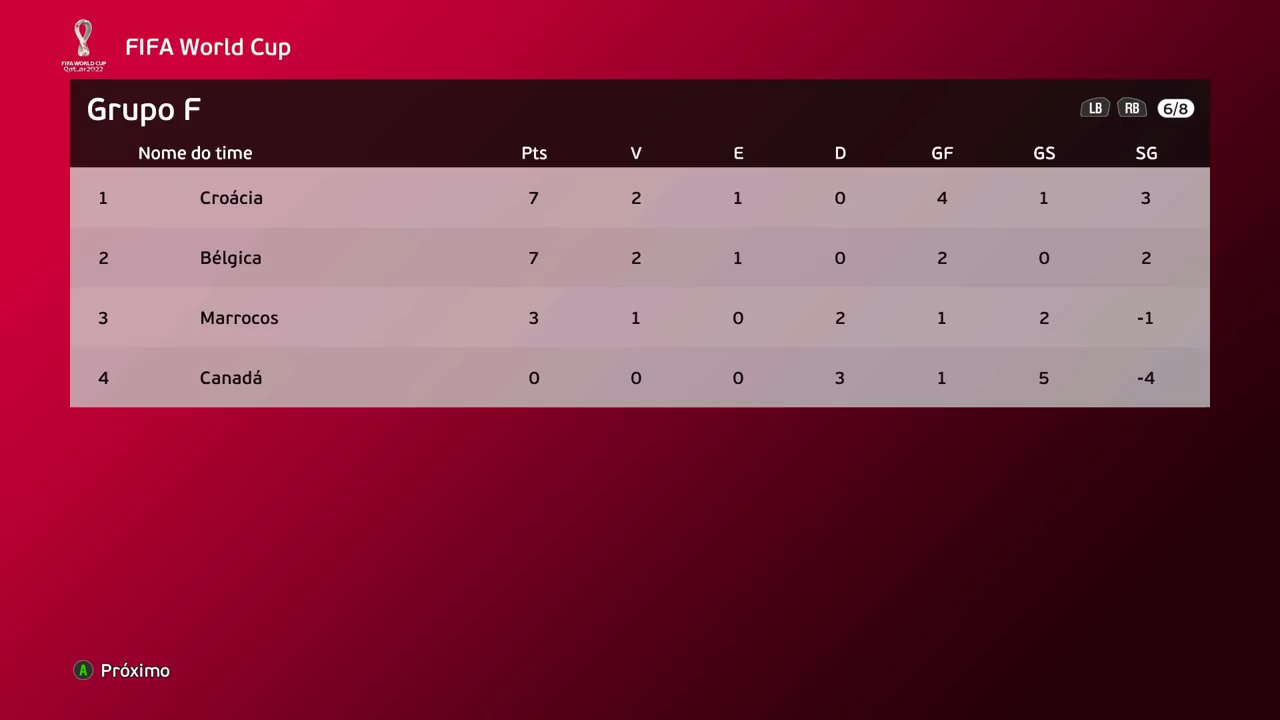 FIFA World Cup
FIFA WORLD CUP
Qatar2022
Grupo F
LB RB 6/8
Nome do time Pts V E D GF GS SG
1 Croácia 7 2 1 0 4 1 3
2 Bélgica 7 2 1 0 2 0 2
3 Marrocos 3 1 0 2 1 2 -1
4 Canadá 0 0 0 3 1 5 -4
A Próximo